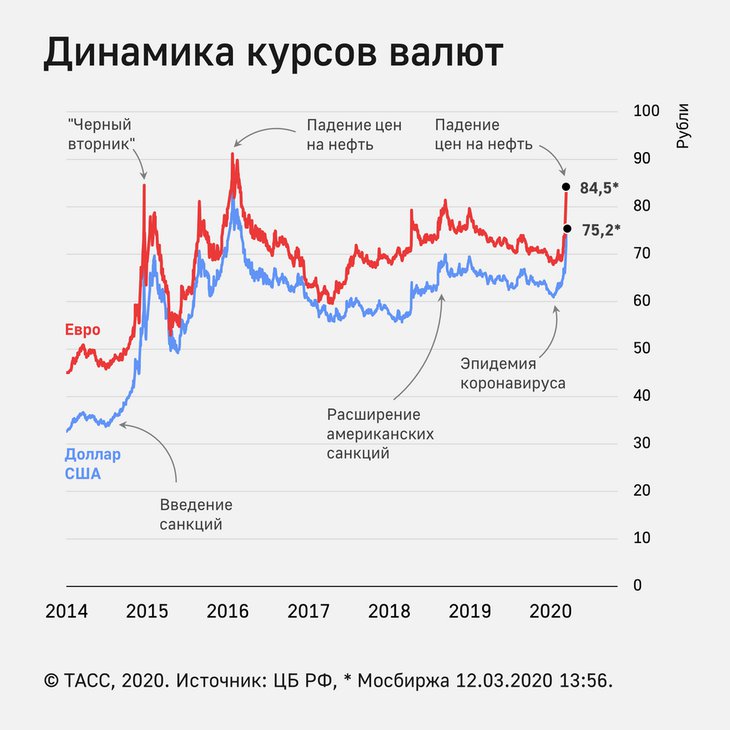 Динамика курсов валют
"Черный
вторник"
Падение цен
на нефть
Падение
цен на нефть
Рубли
100
90
80
70
60
50
40
30
20
10
0
84,5*
75,2*
Евро
Доллар
США
Эпидемия
коронавируса
Расширение
американских
санкций
Введение
санкций
2014
2015
2016
2017
2018
2019
2020
© ТАСС, 2020. Источник: ЦБ РФ, * Мосбиржа 12.03.2020 13:56.